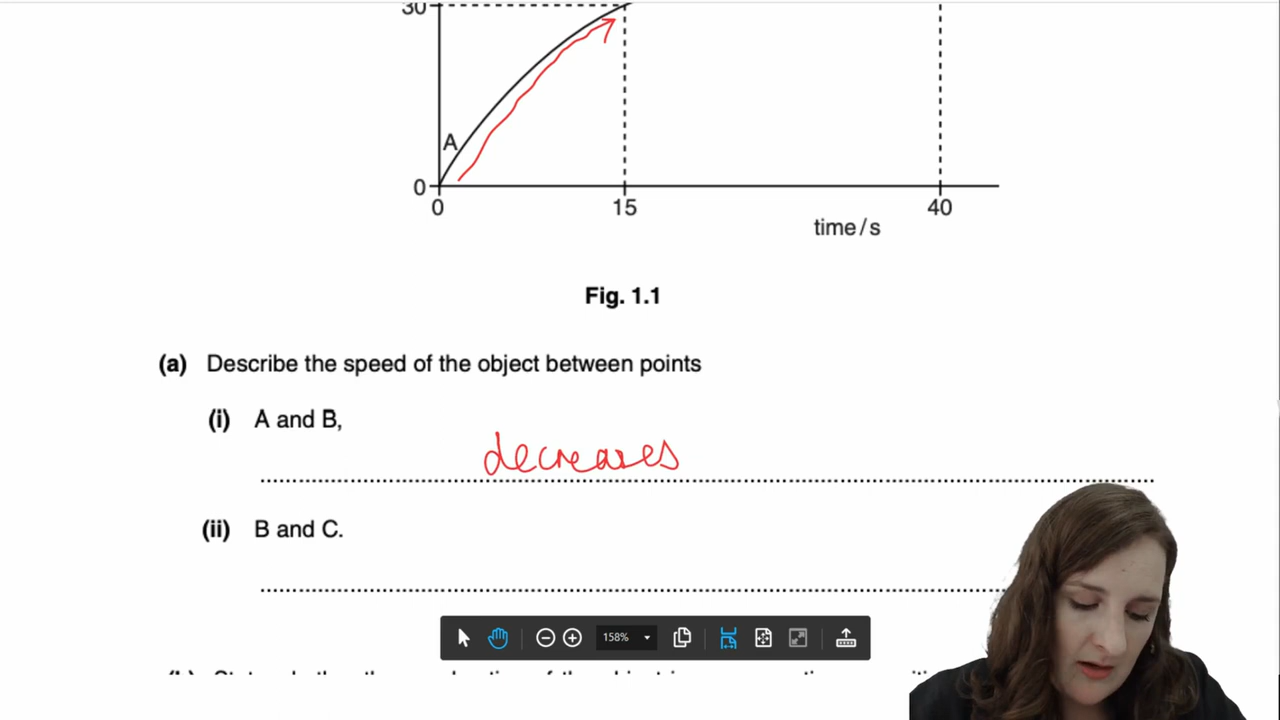 30
A
0
0 15 40
time / s
Fig. 1.1
(a) Describe the speed of the object between points
(i) A and B,
decreases
(ii) B and C.
158%